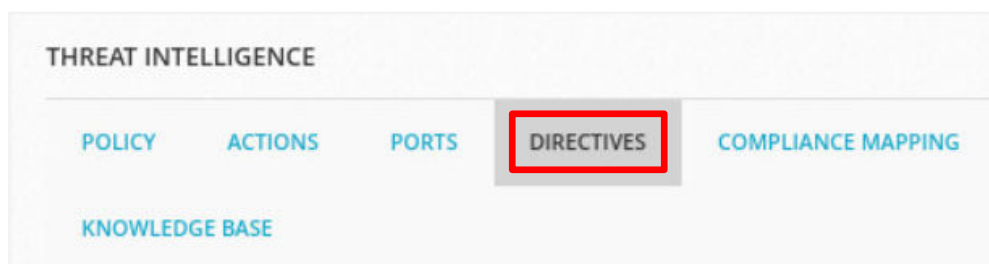 THREAT INTELLIGENCE
POLICY ACTIONS PORTS DIRECTIVES COMPLIANCE MAPPING
KNOWLEDGE BASE